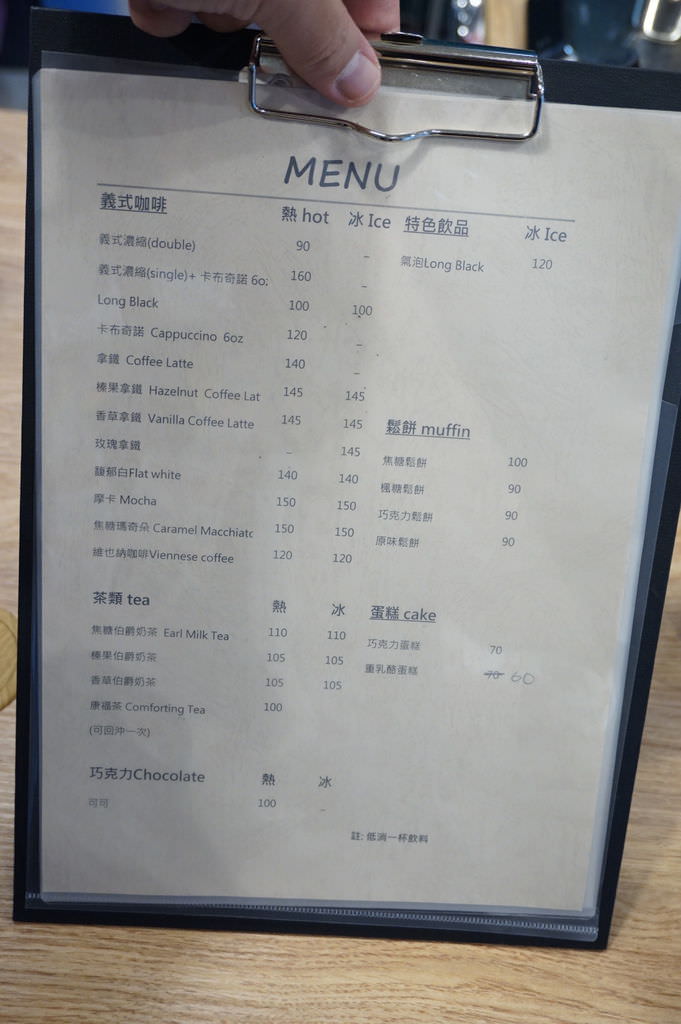 MENU
義式咖啡 熱 hot 冰 Ice
義式濃縮(double) 90 –
義式濃縮(single)+ 卡布奇諾 6oz 160 –
Long Black 100 100
卡布奇諾 Cappuccino 6oz 120 –
拿鐵 Coffee Latte 140 –
榛果拿鐵 Hazelnut Coffee Lat 145 145
香草拿鐵 Vanilla Coffee Latte 145 145
玫瑰拿鐵 – 145
馥郁白Flat white 140 140
摩卡 Mocha 150 150
焦糖瑪奇朵 Caramel Macchiato 150 150
維也納咖啡Viennese coffee 120 120
茶類 tea 熱 冰
焦糖伯爵奶茶 Earl Milk Tea 110 110
榛果伯爵奶茶 105 105
香草伯爵奶茶 105 105
康福茶 Comforting Tea 100
(可回沖一次)
巧克力Chocolate 熱 冰
可可 100 –
特色飲品 冰 Ice
氣泡Long Black 120
鬆餅 muffin
焦糖鬆餅 100
楓糖鬆餅 90
巧克力鬆餅 90
原味鬆餅 90
蛋糕 cake
巧克力蛋糕 70
重乳酪蛋糕 70 60
註: 低消一杯飲料